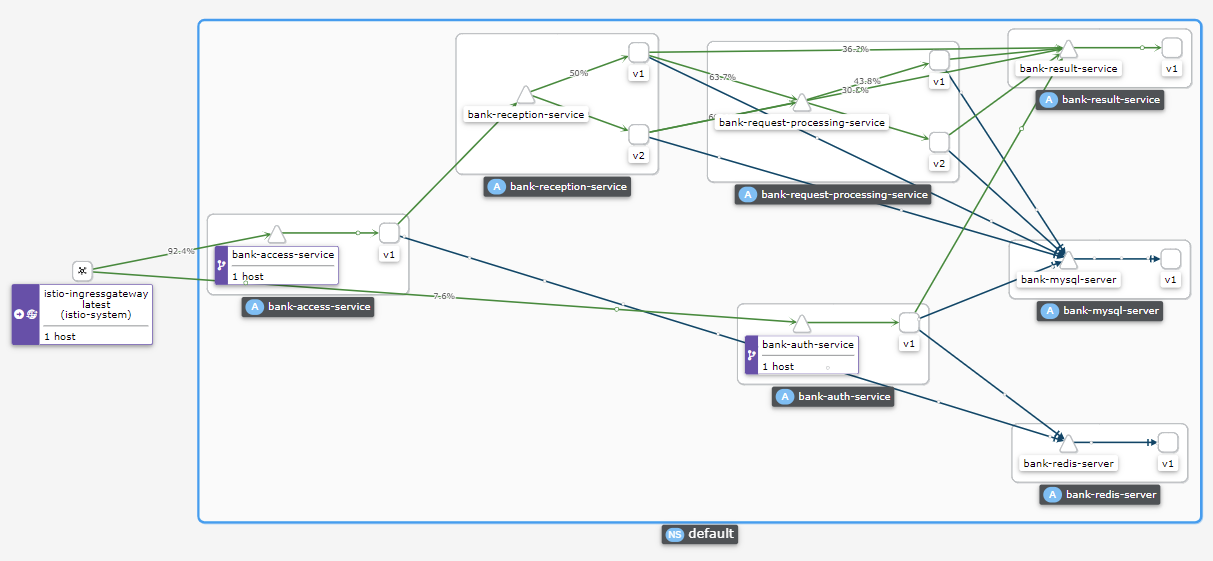 36.2%
v1
bank-result-service
v1
A bank-result-service
50%
63.7%
43.8%
v1
bank-reception-service
bank-request-processing-service
v2
v2
A bank-reception-service
A bank-request-processing-service
92.4%
bank-access-service
1 host
v1
A bank-access-service
istio-ingressgateway
latest
(istio-system)
1 host
7.6%
bank-mysql-server
v1
A bank-mysql-server
bank-auth-service
1 host
v1
A bank-auth-service
bank-redis-server
v1
A bank-redis-server
NS default